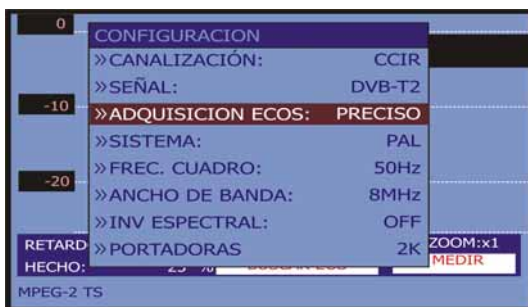 0
CONFIGURACION
»CANALIZACIÓN: CCIR
»SEÑAL: DVB-T2
-10
»ADQUISICION ECOS: PRECISO
»SISTEMA: PAL
»FREC. CUADRO: 50Hz
-20
»ANCHO DE BANDA: 8MHz
»INV ESPECTRAL: OFF
»PORTADORAS 2K
RETARD ZOOM:x1
HECHO: MEDIR
MPEG-2 TS